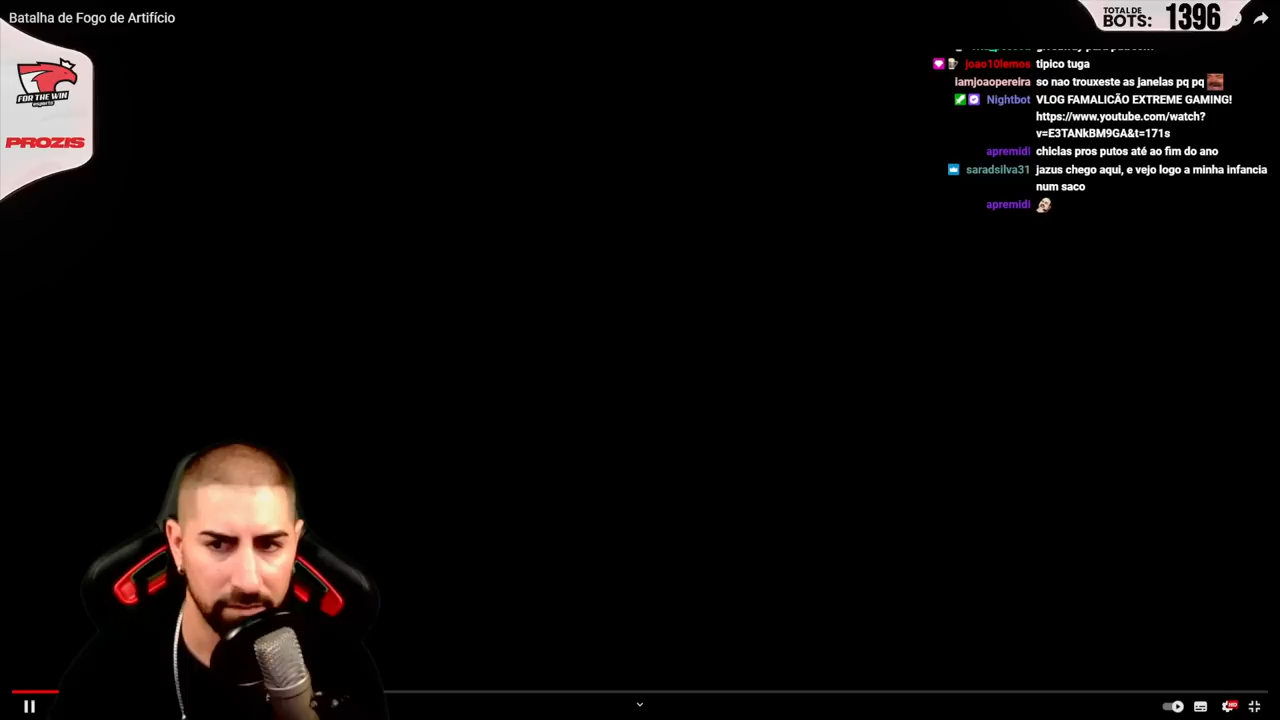 Batalha de Fogo de Artifício
TOTAL DE
BOTS: 1396
FOR THE WIN
esports
PROZIS
joao10lemos tipico tuga
iamjoaopereira so nao trouxeste as janelas pq pq
Nightbot VLOG FAMALICÃO EXTREME GAMING!
https://www.youtube.com/watch?
v=E3TANkBM9GA&t=171s
apremidi chiclas pros putos até ao fim do ano
saradsilva31 jazus chego aqui, e vejo logo a minha infancia
num saco
apremidi
HD